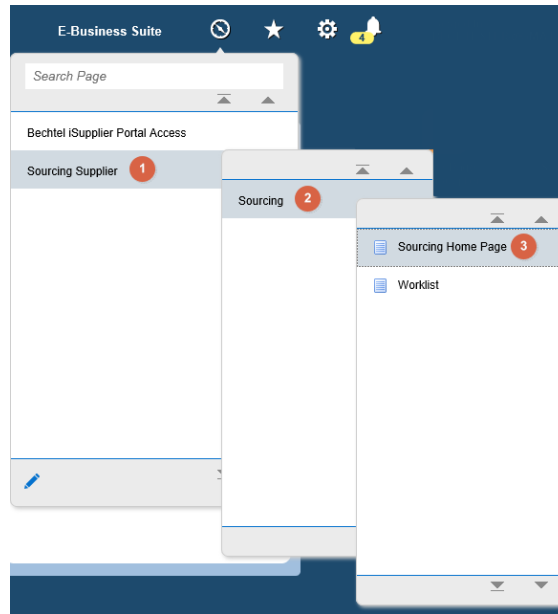 E-Business Suite
4
Search Page
Bechtel iSupplier Portal Access
Sourcing Supplier 1
Sourcing 2
Sourcing Home Page 3
Worklist